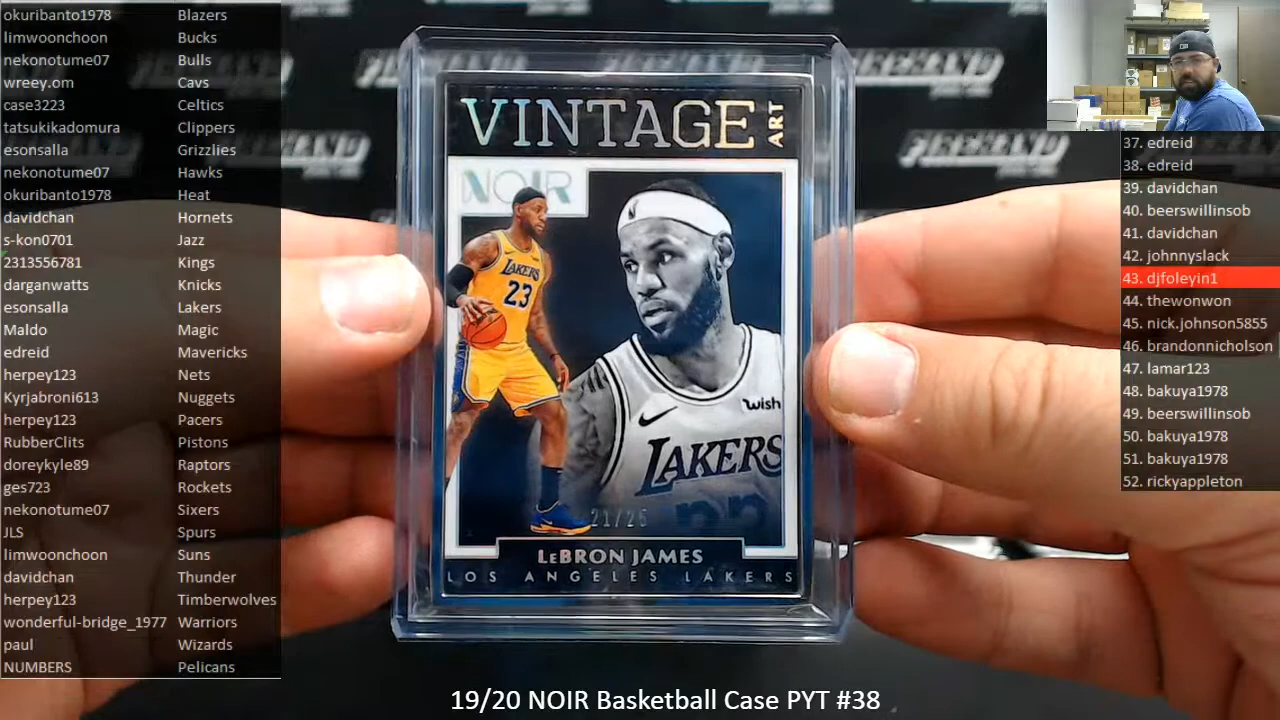 okuribanto1978 Blazers
limwoonchoon Bucks
nekonotume07 Bulls
wreey.om Cavs
case3223 Celtics
tatsukikadomura Clippers
esonsalla Grizzlies
nekonotume07 Hawks
okuribanto1978 Heat
davidchan Hornets
s-kon0701 Jazz
2313556781 Kings
darganwatts Knicks
esonsalla Lakers
Maldo Magic
edreid Mavericks
herpey123 Nets
Kyrjabroni613 Nuggets
herpey123 Pacers
RubberClits Pistons
doreykyle89 Raptors
ges723 Rockets
nekonotume07 Sixers
JLS Spurs
limwoonchoon Suns
davidchan Thunder
herpey123 Timberwolves
wonderful-bridge_1977 Warriors
paul Wizards
NUMBERS Pelicans
VINTAGE ART
NOIR
LAKERS
23
wish
LAKERS
21/25
LEBRON JAMES
LOS ANGELES LAKERS
37. edreid
38. edreid
39. davidchan
40. beerswillinsob
41. davidchan
42. johnnyslack
43. djfoleyin1
44. thewonwon
45. nick.johnson5855
46. brandonnicholson
47. lamar123
48. bakuya1978
49. beerswillinsob
50. bakuya1978
51. bakuya1978
52. rickyappleton
19/20 NOIR Basketball Case PYT #38